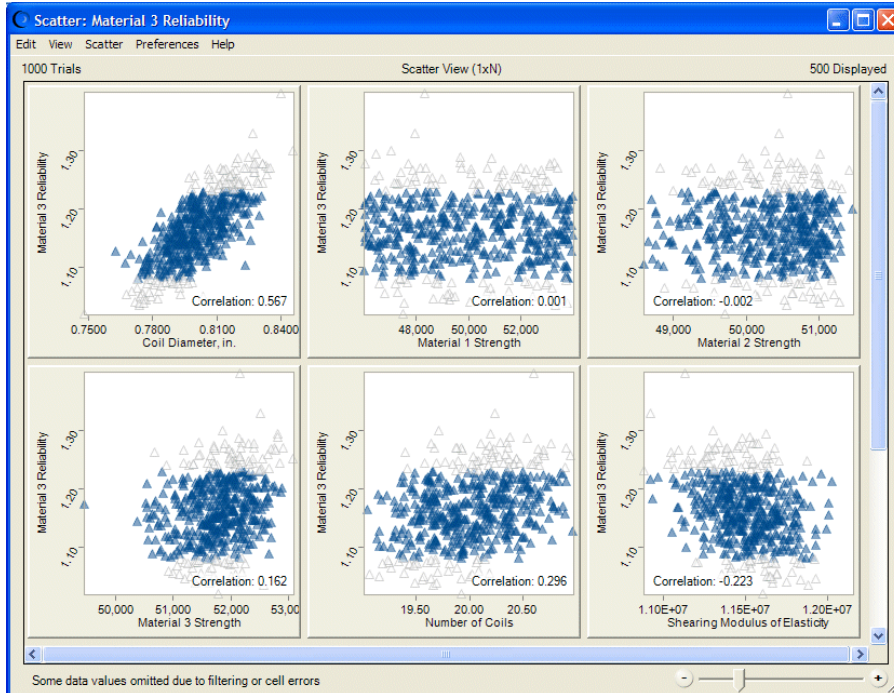 Scatter: Material 3 Reliability
Edit View Scatter Preferences Help
1000 Trials Scatter View (1xN) 500 Displayed
Material 3 Reliability
1.30
1.20
1.10
Correlation: 0.567
0.7500 0.7800 0.8100 0.8400
Coil Diameter, in.
Material 3 Reliability
1.30
1.20
1.10
Correlation: 0.001
48,000 50,000 52,000
Material 1 Strength
Material 3 Reliability
1.30
1.20
1.10
Correlation: -0.002
49,000 50,000 51,000
Material 2 Strength
Material 3 Reliability
1.30
1.20
1.10
Correlation: 0.162
50,000 51,000 52,000 53,000
Material 3 Strength
Material 3 Reliability
1.30
1.20
1.10
Correlation: 0.296
19.50 20.00 20.50
Number of Coils
Material 3 Reliability
1.30
1.20
1.10
Correlation: -0.223
1.10E+07 1.15E+07 1.20E+07
Shearing Modulus of Elasticity
Some data values omitted due to filtering or cell errors